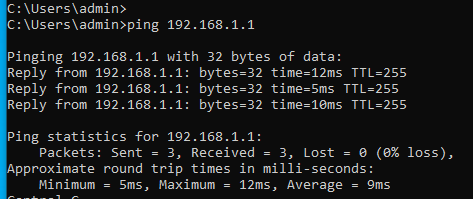 C:\Users\admin>
C:\Users\admin>ping 192.168.1.1
Pinging 192.168.1.1 with 32 bytes of data:
Reply from 192.168.1.1: bytes=32 time=12ms TTL=255
Reply from 192.168.1.1: bytes=32 time=5ms TTL=255
Reply from 192.168.1.1: bytes=32 time=10ms TTL=255
Ping statistics for 192.168.1.1:
Packets: Sent = 3, Received = 3, Lost = 0 (0% loss),
Approximate round trip times in milli-seconds:
Minimum = 5ms, Maximum = 12ms, Average = 9ms